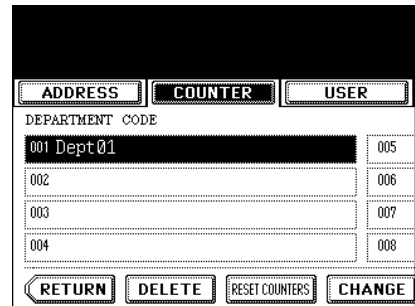 ADDRESS COUNTER USER
DEPARTMENT CODE
001 Dept01 005
002 006
003 007
004 008
RETURN DELETE RESET COUNTERS CHANGE